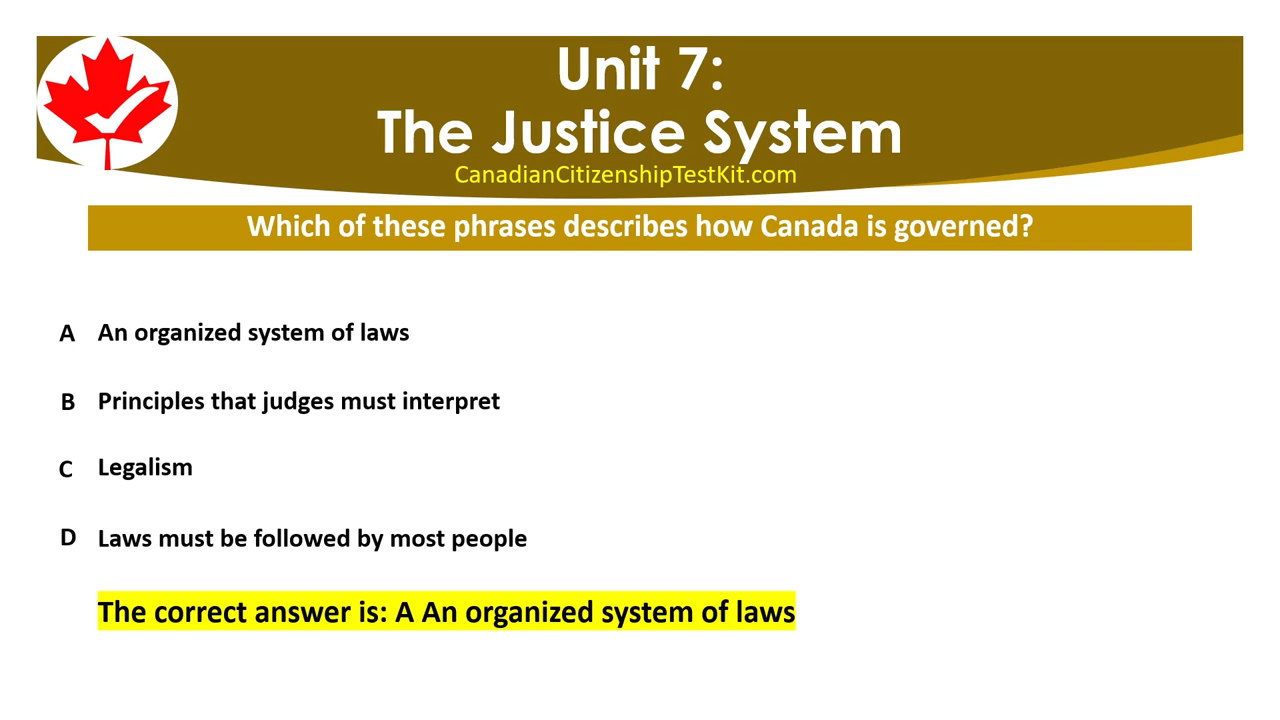 Unit 7:
The Justice System
CanadianCitizenshipTestKit.com
Which of these phrases describes how Canada is governed?
A An organized system of laws
B Principles that judges must interpret
C Legalism
D Laws must be followed by most people
The correct answer is: A An organized system of laws